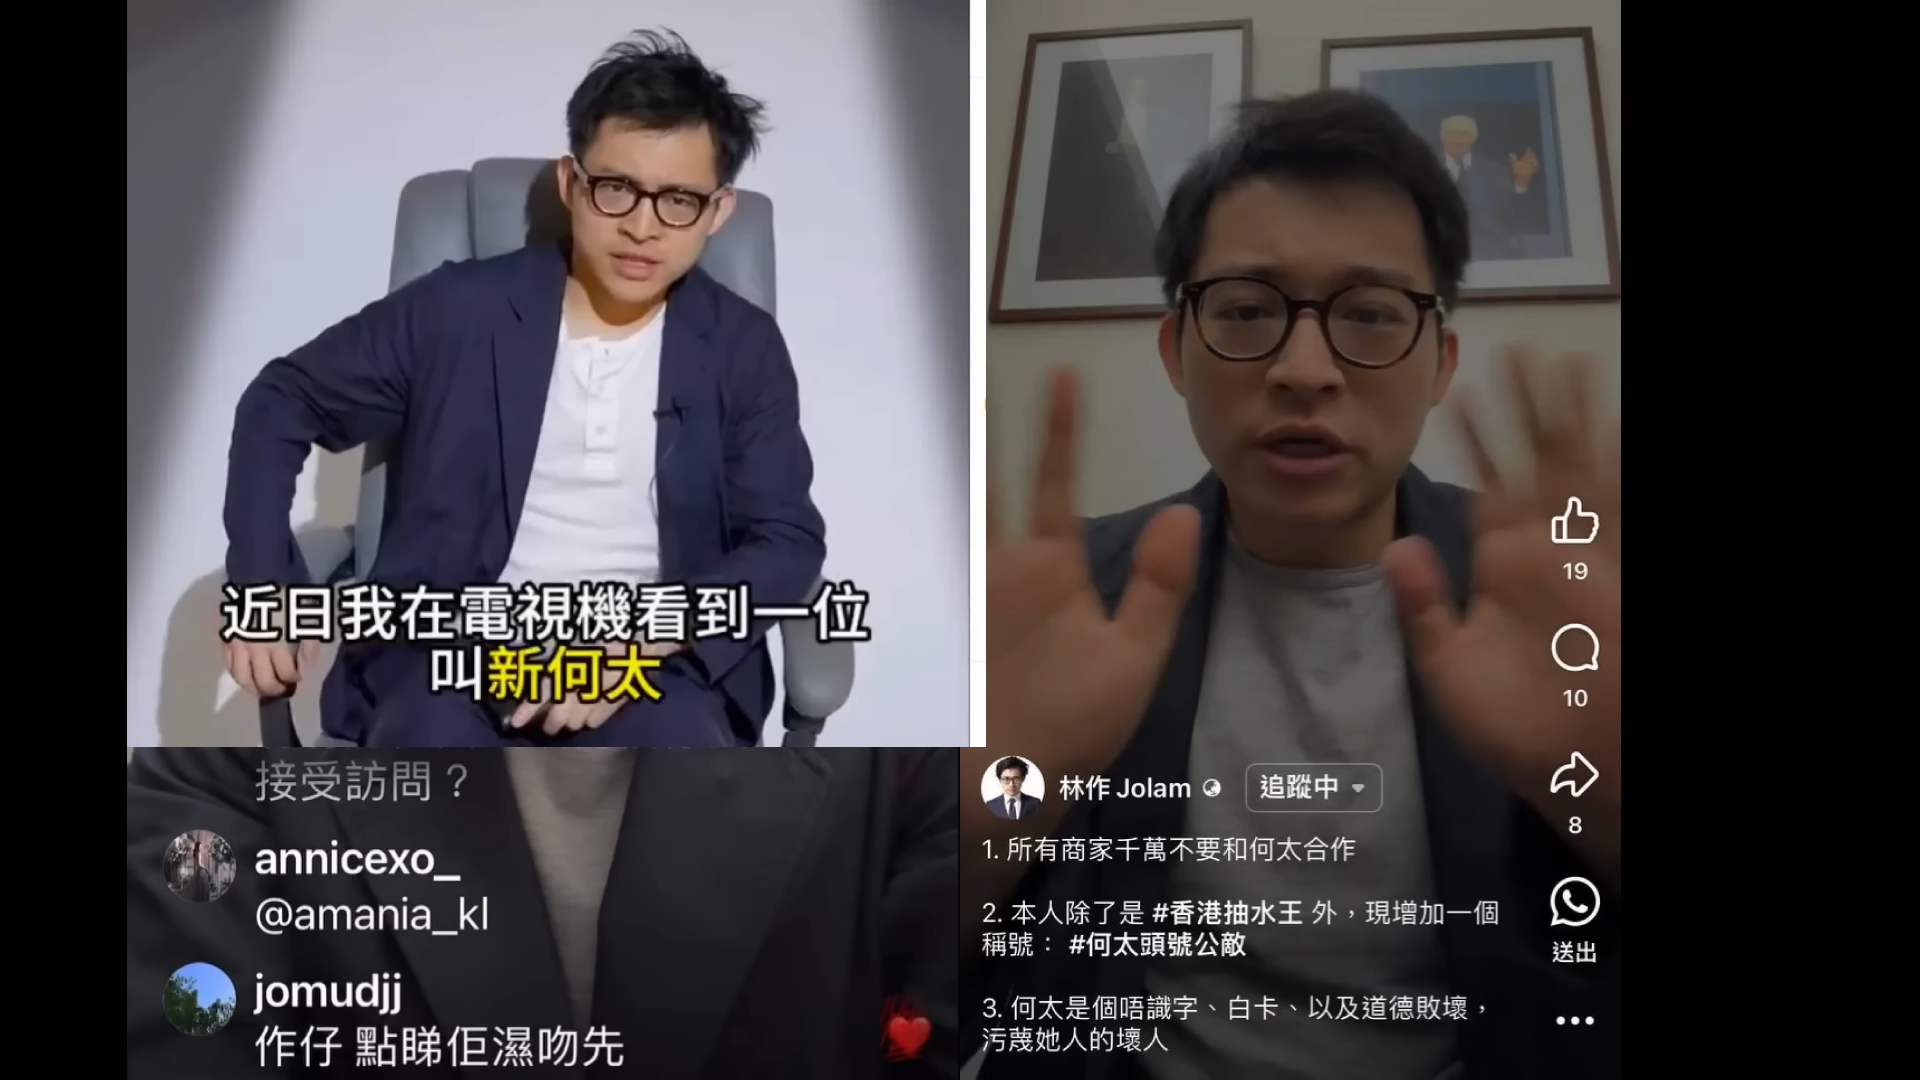 近日我在電視機看到一位
叫新何太
接受訪問？
annicexo_
@amania_kl
jomudjj
作仔 點睇佢濕吻先
19
10
8
送出
林作 Jolam
追蹤中
1. 所有商家千萬不要和何太合作
2. 本人除了是 #香港抽水王 外，現增加一個
稱號： #何太頭號公敵
3. 何太是個唔識字、白卡、以及道德敗壞，
污蔑她人的壞人